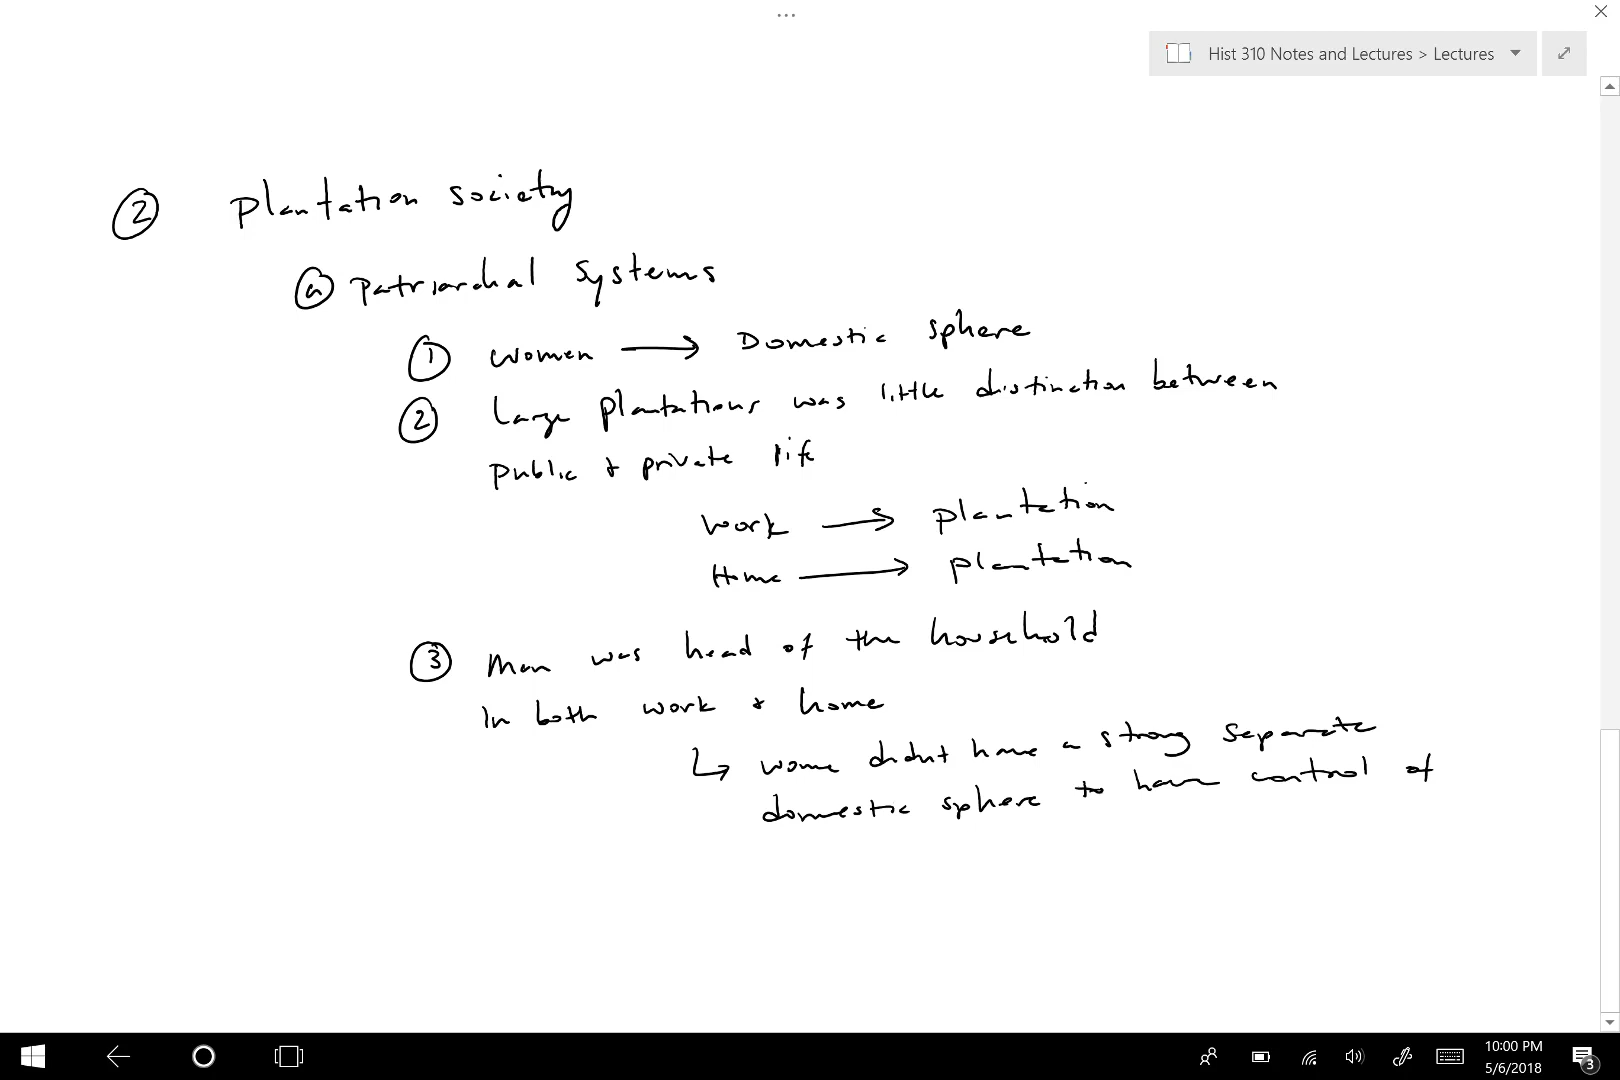 ...
Hist 310 Notes and Lectures > Lectures
② Plantation society
ⓐ Patriarchal systems
① women → Domestic sphere
② Large plantations was little distinction between
public & private life
work → plantation
Home → plantation
③ Man was head of the household
In both work & home
↳ wome didn't have a strong separate
domestic sphere to have control of
10:00 PM
5/6/2018
3